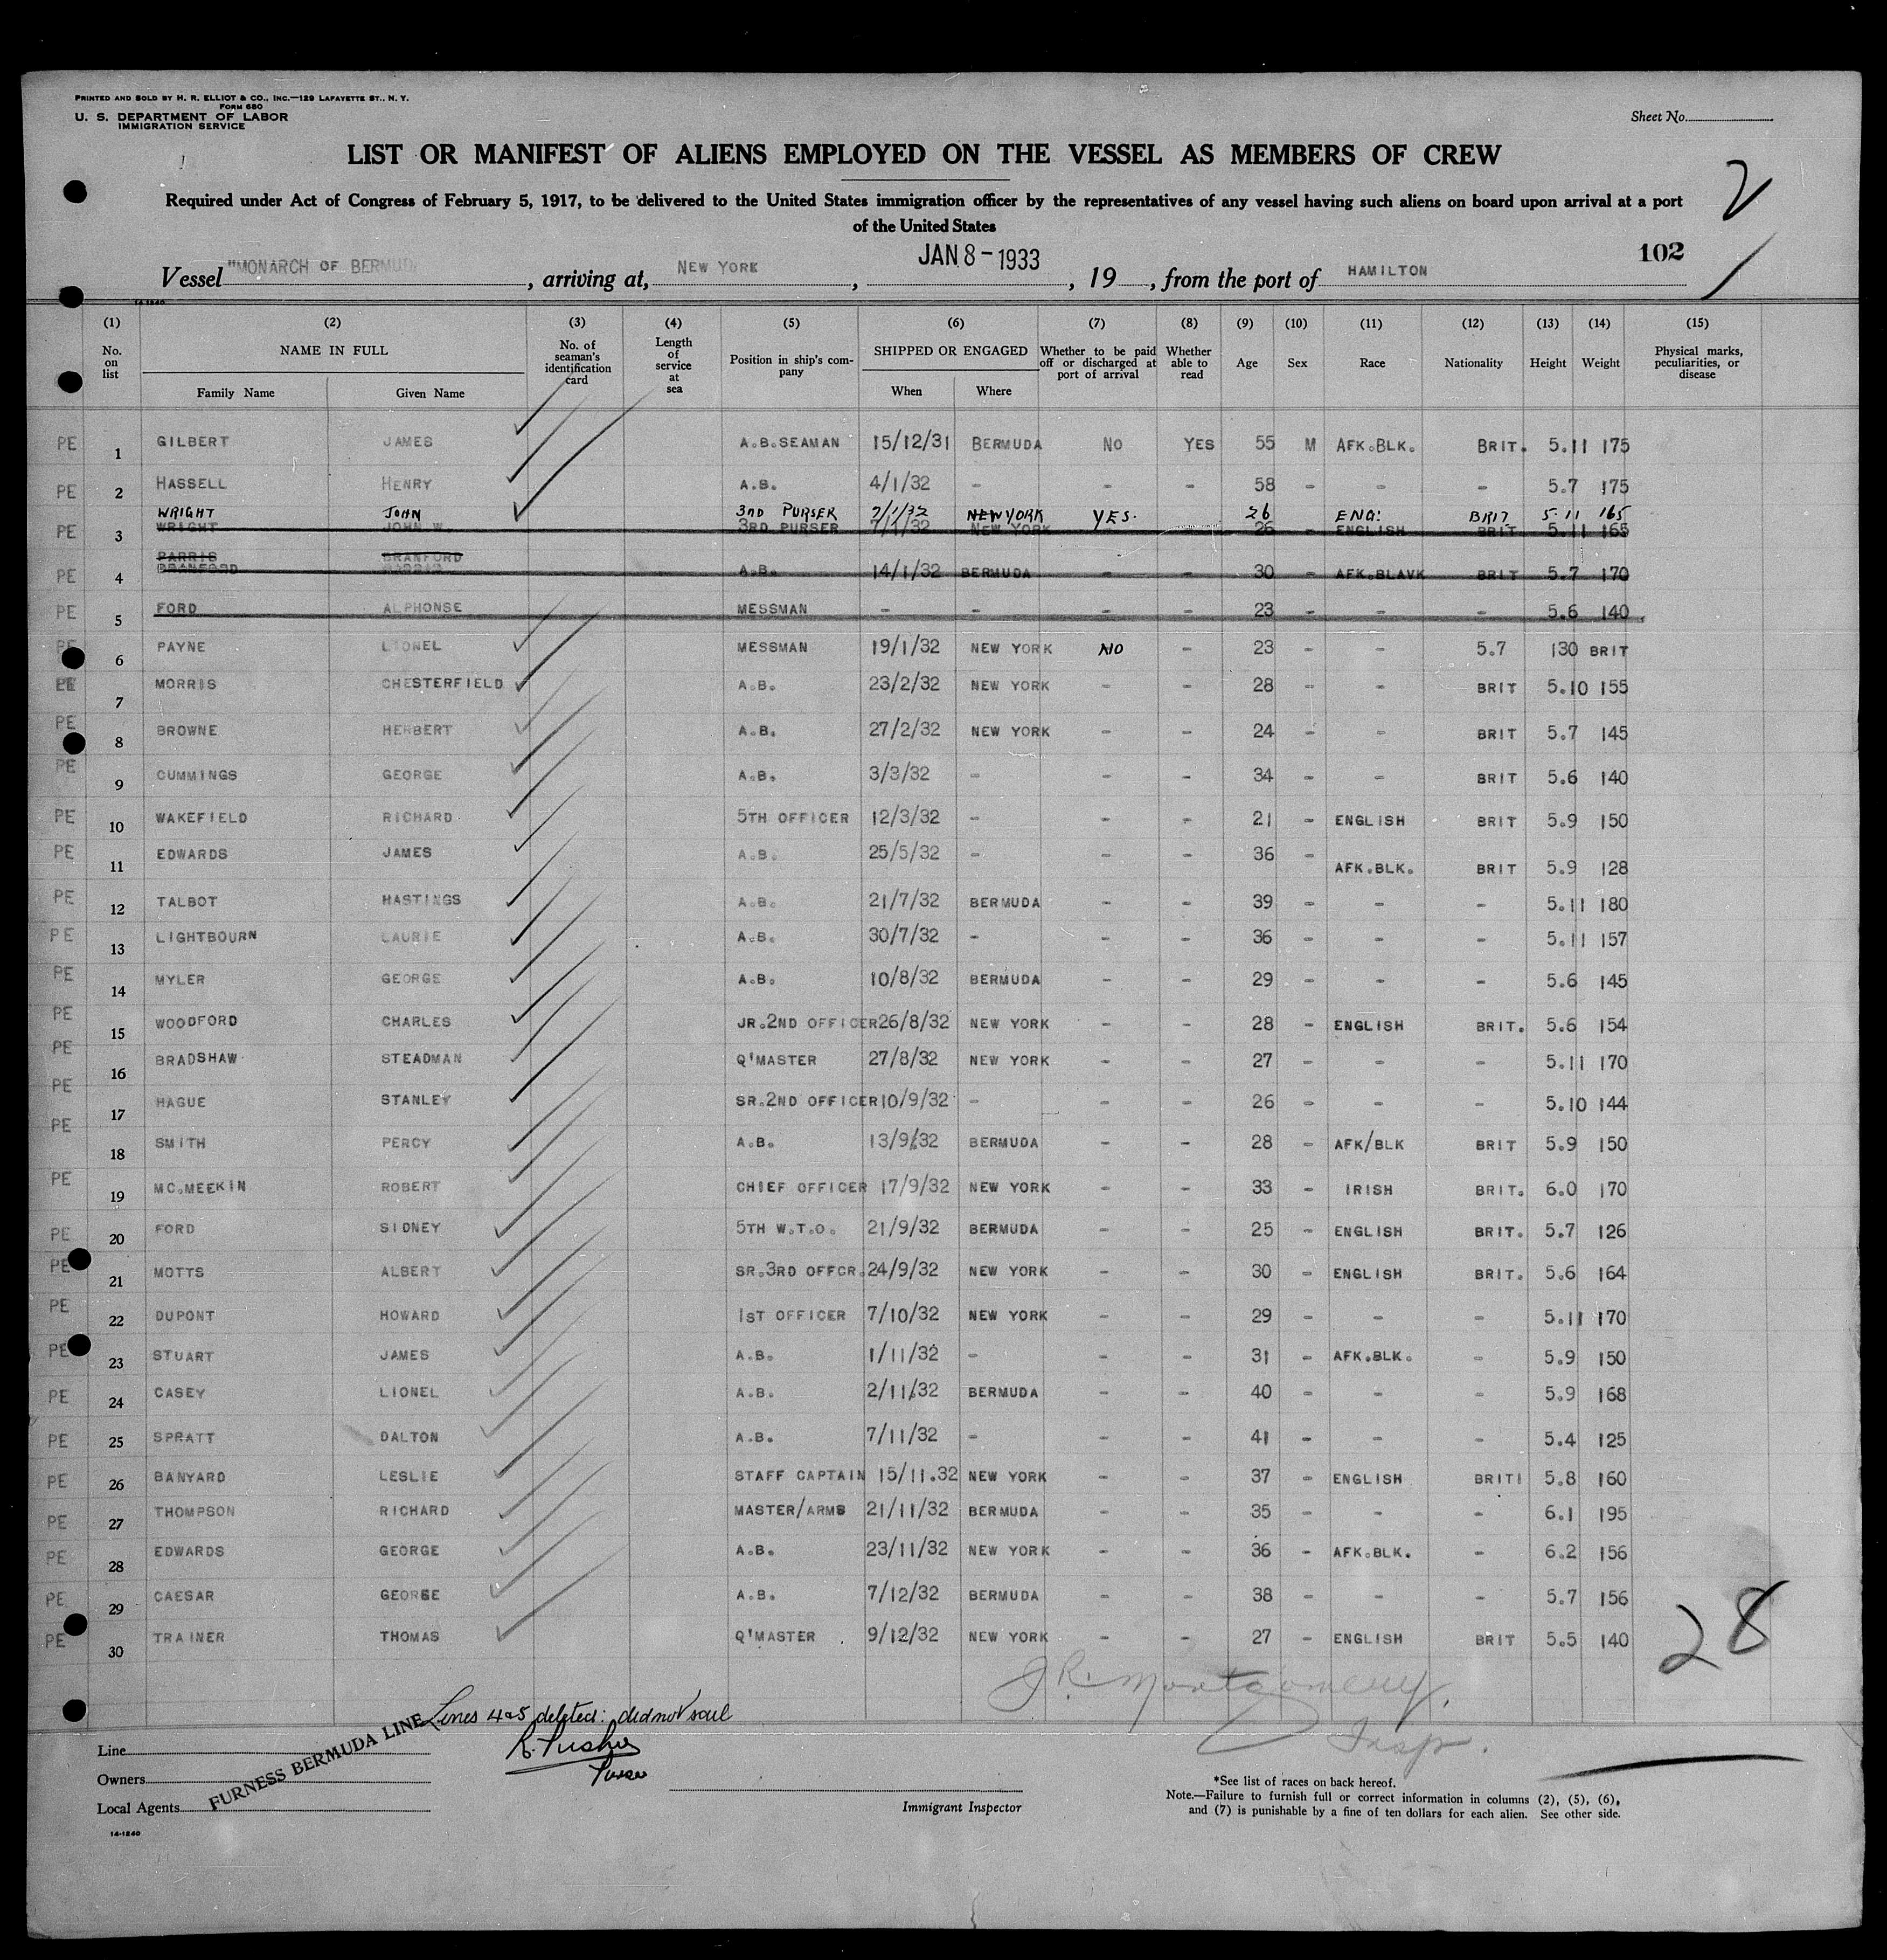 PRINTED AND SOLD BY H. R. ELLIOT & CO., INC.—129 LAFAYETTE ST., N. Y.
FORM 680
U. S. DEPARTMENT OF LABOR
IMMIGRATION SERVICE
Sheet No.
LIST OR MANIFEST OF ALIENS EMPLOYED ON THE VESSEL AS MEMBERS OF CREW
2
Required under Act of Congress of February 5, 1917, to be delivered to the United States immigration officer by the representatives of any vessel having such aliens on board upon arrival at a port
of the United States
102
Vessel "MONARCH OF BERMUDA, arriving at, NEW YORK, JAN 8 - 1933, 19, from the port of HAMILTON
14-1240
(1) (2) (3) (4) (5) (6) (7) (8) (9) (10) (11) (12) (13) (14) (15)
No. on list NAME IN FULL No. of seaman's identification card Length of service at sea Position in ship's company SHIPPED OR ENGAGED Whether to be paid off or discharged at port of arrival Whether able to read Age Sex Race Nationality Height Weight Physical marks, peculiarities, or disease
Family Name Given Name When Where
PE 1 GILBERT JAMES A.B.SEAMAN 15/12/31 BERMUDA NO YES 55 M AFK.BLK. BRIT. 5.11 175
PE 2 HASSELL HENRY A.B. 4/1/32 - - - 58 - - - 5.7 175
WRIGHT JOHN 3RD PURSER 7/1/32 NEW YORK YES. 26 ENG: BRIT 5-11 165
PE 3 WRIGHT JOHN W. 3RD PURSER 7/1/32 NEW YORK - - 26 - ENGLISH BRIT 5.11 165
PARRIS BRANFORD
PE 4 BRANFORD PARRIS A.B. 14/1/32 BERMUDA - - 30 - AFK.BLAVK BRIT 5.7 170
PE 5 FORD ALPHONSE MESSMAN - - - - 23 - - - 5.6 140
PE 6 PAYNE LIONEL MESSMAN 19/1/32 NEW YORK NO - 23 - - 5.7 130 BRIT
PE 7 MORRIS CHESTERFIELD A.B. 23/2/32 NEW YORK - - 28 - - BRIT 5.10 155
PE 8 BROWNE HERBERT A.B. 27/2/32 NEW YORK - - 24 - - BRIT 5.7 145
PE 9 CUMMINGS GEORGE A.B. 3/3/32 - - - 34 - - BRIT 5.6 140
PE 10 WAKEFIELD RICHARD 5TH OFFICER 12/3/32 - - - 21 - ENGLISH BRIT 5.9 150
PE 11 EDWARDS JAMES A.B. 25/5/32 - - - 36 - AFK.BLK. BRIT 5.9 128
PE 12 TALBOT HASTINGS A.B. 21/7/32 BERMUDA - - 39 - - - 5.11 180
PE 13 LIGHTBOURN LAURIE A.B. 30/7/32 - - - 36 - - - 5.11 157
PE 14 MYLER GEORGE A.B. 10/8/32 BERMUDA - - 29 - - - 5.6 145
PE 15 WOODFORD CHARLES JR.2ND OFFICER 26/8/32 NEW YORK - - 28 - ENGLISH BRIT. 5.6 154
PE 16 BRADSHAW STEADMAN Q'MASTER 27/8/32 NEW YORK - - 27 - - - 5.11 170
PE 17 HAGUE STANLEY SR.2ND OFFICER 10/9/32 - - - 26 - - - 5.10 144
PE 18 SMITH PERCY A.B. 13/9/32 BERMUDA - - 28 - AFK/BLK BRIT 5.9 150
PE 19 MC.MEEKIN ROBERT CHIEF OFFICER 17/9/32 NEW YORK - - 33 - IRISH BRIT. 6.0 170
PE 20 FORD SIDNEY 5TH W.T.O. 21/9/32 BERMUDA - - 25 - ENGLISH BRIT. 5.7 126
PE 21 MOTTS ALBERT SR.3RD OFFCR. 24/9/32 NEW YORK - - 30 - ENGLISH BRIT. 5.6 164
PE 22 DUPONT HOWARD 1ST OFFICER 7/10/32 NEW YORK - - 29 - - - 5.11 170
PE 23 STUART JAMES A.B. 1/11/32 - - - 31 - AFK.BLK. - 5.9 150
PE 24 CASEY LIONEL A.B. 2/11/32 BERMUDA - - 40 - - - 5.9 168
PE 25 SPRATT DALTON A.B. 7/11/32 - - - 41 - - - 5.4 125
PE 26 BANYARD LESLIE STAFF CAPTAIN 15/11.32 NEW YORK - - 37 - ENGLISH BRIT! 5.8 160
PE 27 THOMPSON RICHARD MASTER/ARMS 21/11/32 BERMUDA - - 35 - - - 6.1 195
PE 28 EDWARDS GEORGE A.B. 23/11/32 NEW YORK - - 36 - AFK.BLK. - 6.2 156
PE 29 CAESAR GEORGE A.B. 7/12/32 BERMUDA - - 38 - - - 5.7 156
PE 30 TRAINER THOMAS Q'MASTER 9/12/32 NEW YORK - - 27 - ENGLISH BRIT 5.5 140
28
J.R. Montgomery.
Insp.
Lines 4 & 5 deleted: did not sail
Purser
Line
Owners
Local Agents
FURNESS BERMUDA LINE
Immigrant Inspector
14-1240
*See list of races on back hereof.
Note.—Failure to furnish full or correct information in columns (2), (5), (6),
and (7) is punishable by a fine of ten dollars for each alien. See other side.